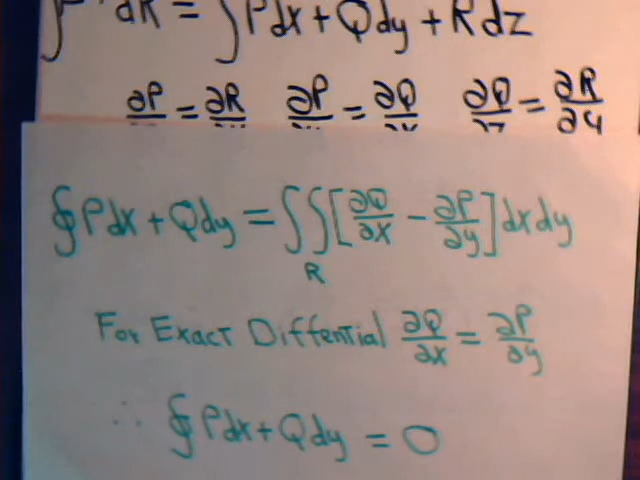 ∫ dR = ∫Pdx + Qdy + Rdz
∂P = ∂R ∂P = ∂Q ∂Q = ∂R/∂y
∮Pdx + Qdy = ∫∫[∂Q/∂x − ∂P/∂y]dxdy
R
For Exact Diffential ∂Q/∂x = ∂P/∂y
∴ ∮Pdx + Qdy = 0